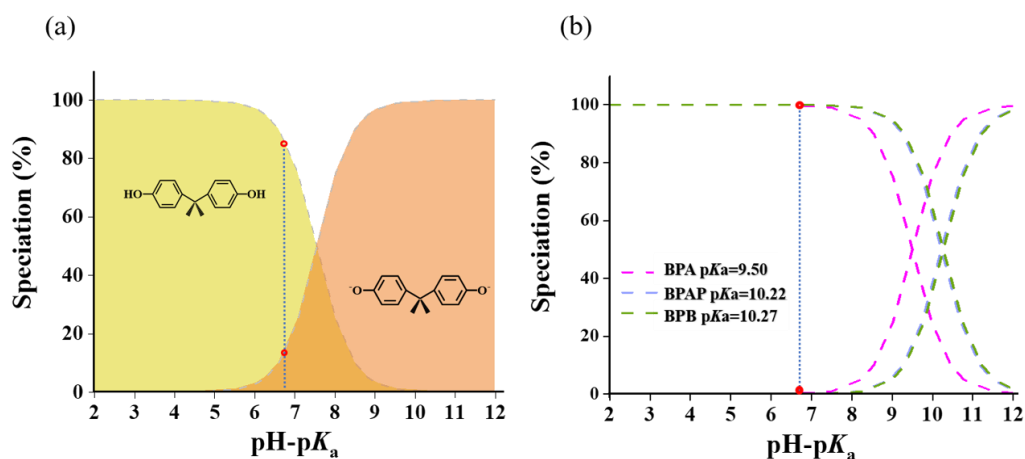 (a)
Speciation (%)
100
80
60
40
20
0
HO
OH
⁻O
O⁻
2 3 4 5 6 7 8 9 10 11 12
pH-pKa
(b)
Speciation (%)
100
80
60
40
20
0
BPA pKa=9.50
BPAP pKa=10.22
BPB pKa=10.27
2 3 4 5 6 7 8 9 10 11 12
pH-pKa